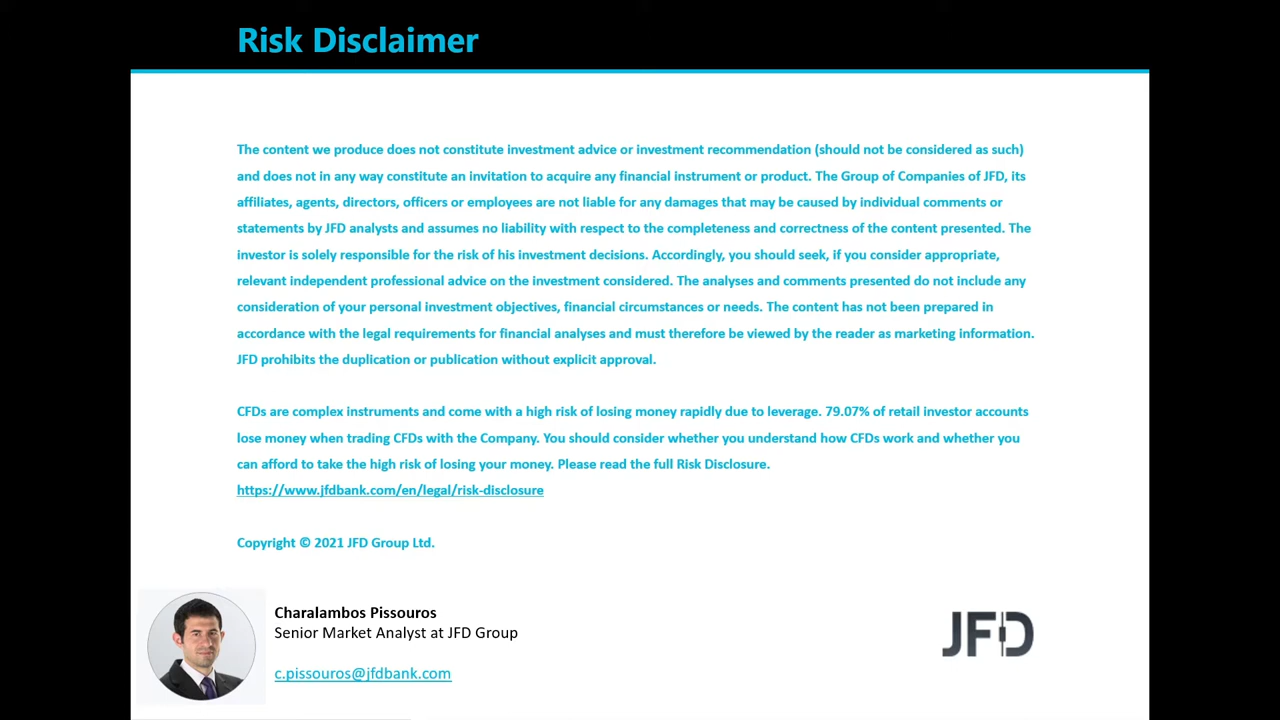 Risk Disclaimer
The content we produce does not constitute investment advice or investment recommendation (should not be considered as such)
and does not in any way constitute an invitation to acquire any financial instrument or product. The Group of Companies of JFD, its
affiliates, agents, directors, officers or employees are not liable for any damages that may be caused by individual comments or
statements by JFD analysts and assumes no liability with respect to the completeness and correctness of the content presented. The
investor is solely responsible for the risk of his investment decisions. Accordingly, you should seek, if you consider appropriate,
relevant independent professional advice on the investment considered. The analyses and comments presented do not include any
consideration of your personal investment objectives, financial circumstances or needs. The content has not been prepared in
accordance with the legal requirements for financial analyses and must therefore be viewed by the reader as marketing information.
JFD prohibits the duplication or publication without explicit approval.
CFDs are complex instruments and come with a high risk of losing money rapidly due to leverage. 79.07% of retail investor accounts
lose money when trading CFDs with the Company. You should consider whether you understand how CFDs work and whether you
can afford to take the high risk of losing your money. Please read the full Risk Disclosure.
https://www.jfdbank.com/en/legal/risk-disclosure
Copyright © 2021 JFD Group Ltd.
Charalambos Pissouros
Senior Market Analyst at JFD Group
c.pissouros@jfdbank.com
JFD